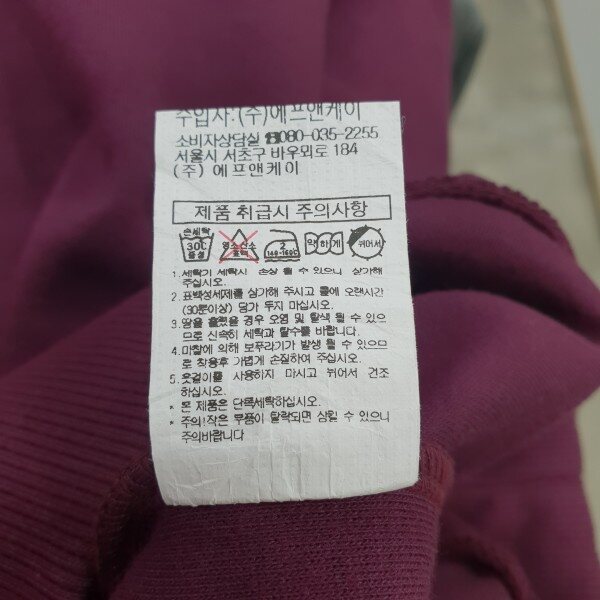 수입사:(주)에프앤케이
소비자상담실 ☎080-035-2255
서울시 서초구 바우뫼로 184
(주) 에프앤케이
제품 취급시 주의사항
손세탁
30℃
중성
염소산소
표백
2
140-160℃
약하게
뉘어서
1.세탁기 세탁시 손상 될 수 있으니 삼가해
주십시오.
2.표백성세제를 삼가해 주시고 물에 오랜시간
(30분이상) 담가 두지 마십시오.
3.땀을 흘렸을 경우 오염 및 탈색 될 수 있으
므로 신속히 세탁과 탈수를 바랍니다.
4.마찰에 의해 보푸라기가 발생 될 수 있으므
로 착용후 가볍게 손질하여 주십시오.
5.옷걸이를 사용하지 마시고 뉘어서 건조
하십시오.
* 본 제품은 단독세탁하십시오.
* 주의!작은 부품이 탈락되면 삼킬 수 있으니
주의바랍니다